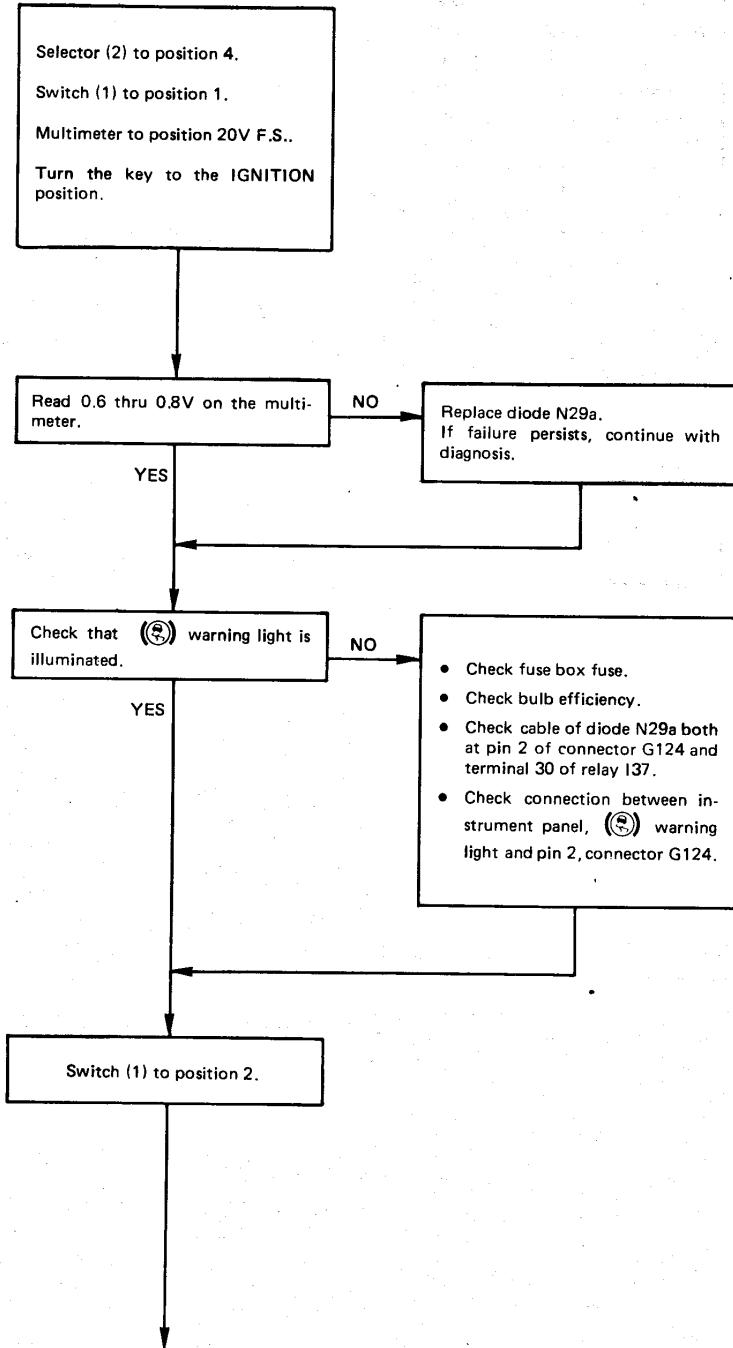 Selector (2) to position 4.
Switch (1) to position 1.
Multimeter to position 20V F.S..
Turn the key to the IGNITION
position.
Read 0.6 thru 0.8V on the multi-
meter.
NO
Replace diode N29a.
If failure persists, continue with
diagnosis.
YES
Check that ( ) warning light is
illuminated.
NO
• Check fuse box fuse.
• Check bulb efficiency.
• Check cable of diode N29a both
at pin 2 of connector G124 and
terminal 30 of relay I37.
• Check connection between in-
strument panel, ( ) warning
light and pin 2, connector G124.
YES
Switch (1) to position 2.